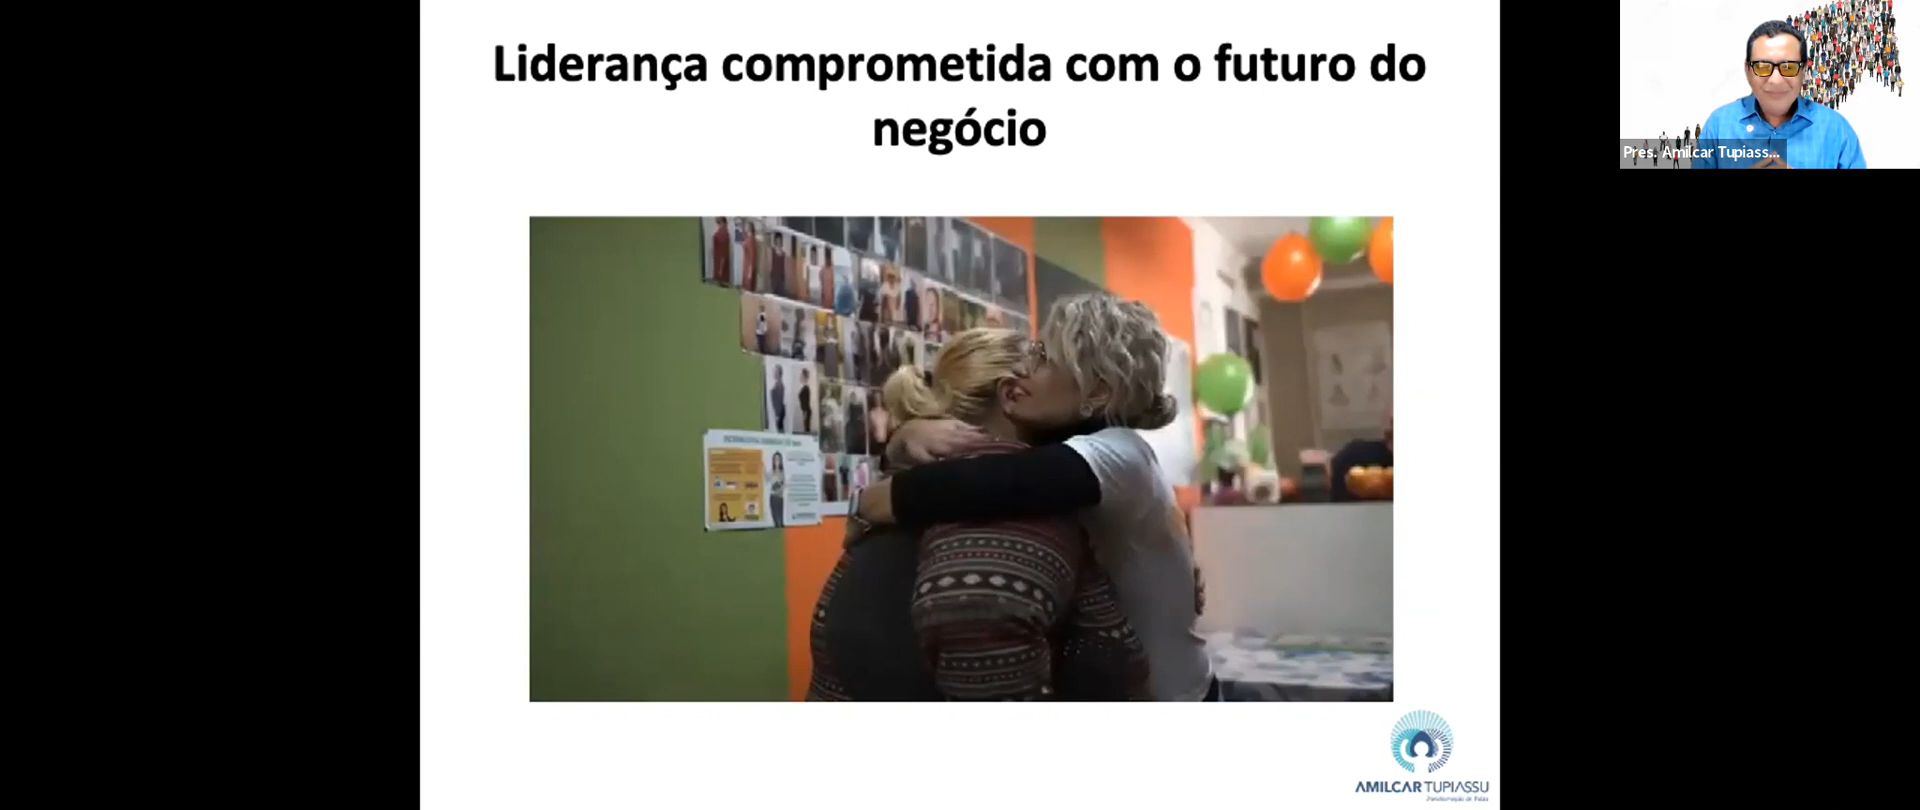 Liderança comprometida com o futuro do
negócio
Pres. Amilcar Tupiass...
AMILCAR TUPIASSU